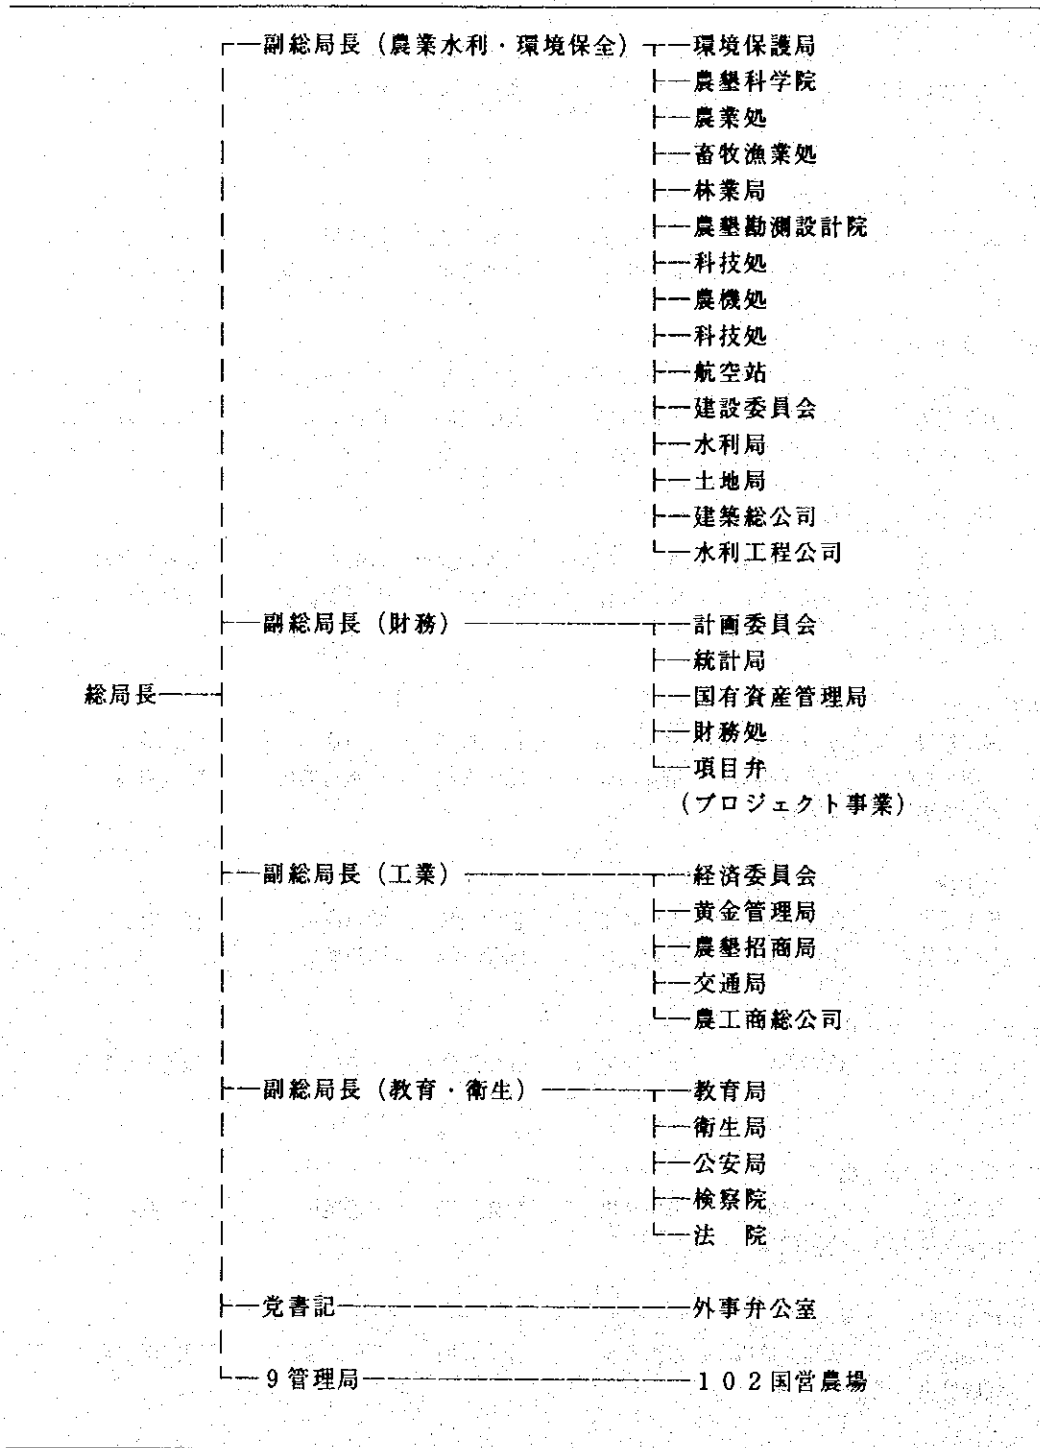 副総局長（農業水利・環境保全） 環境保護局
農墾科学院
農業処
畜牧漁業処
林業局
農墾勘測設計院
科技処
農機処
科技処
航空站
建設委員会
水利局
土地局
建築総公司
水利工程公司
副総局長（財務） 計画委員会
統計局
総局長 国有資産管理局
財務処
項目弁
（プロジェクト事業）
副総局長（工業） 経済委員会
黄金管理局
農墾招商局
交通局
農工商総公司
副総局長（教育・衛生） 教育局
衛生局
公安局
検察院
法　院
党書記 外事弁公室
9管理局 １０２国営農場